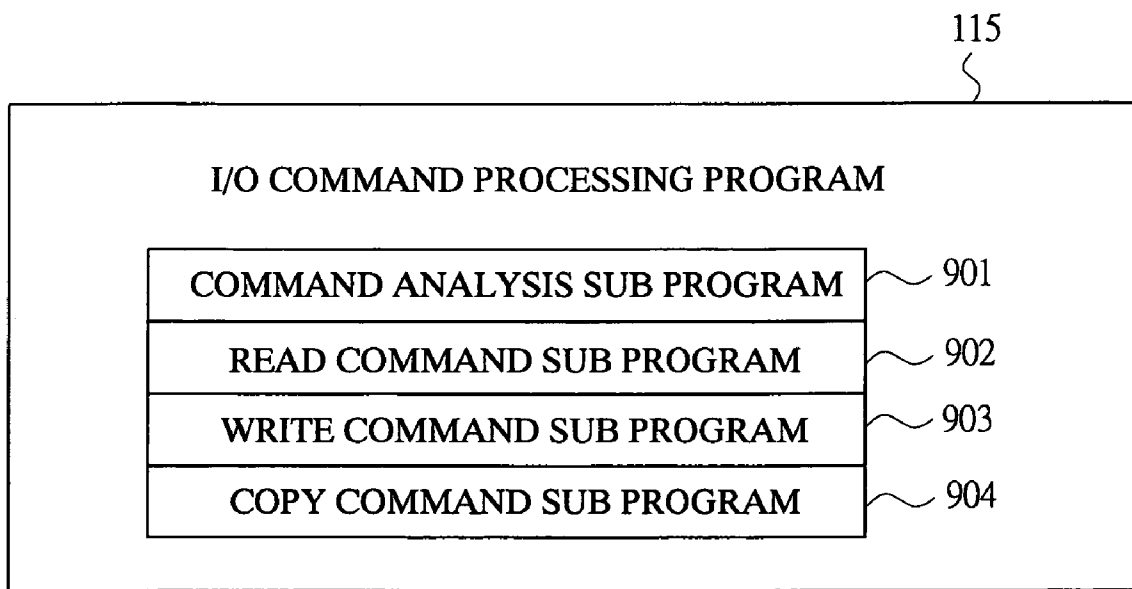 115
I/O COMMAND PROCESSING PROGRAM
COMMAND ANALYSIS SUB PROGRAM 901
READ COMMAND SUB PROGRAM 902
WRITE COMMAND SUB PROGRAM 903
COPY COMMAND SUB PROGRAM 904